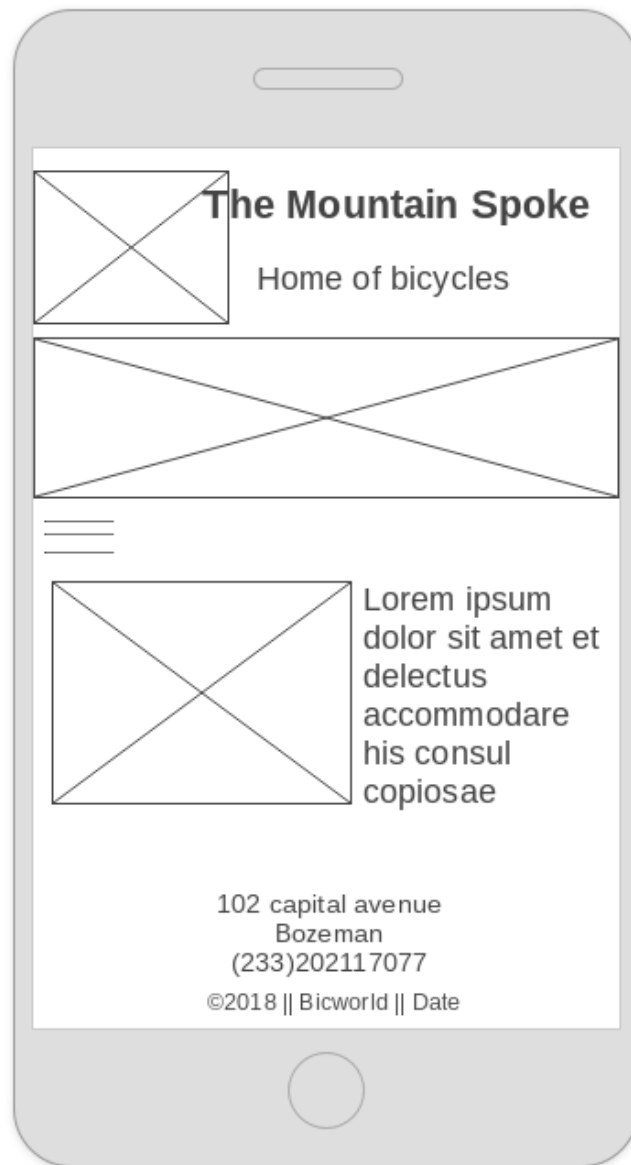 The Mountain Spoke
Home of bicycles
Lorem ipsum
dolor sit amet et
delectus
accommodare
his consul
copiosae
102 capital avenue
Bozeman
(233)202117077
©2018 || Bicworld || Date